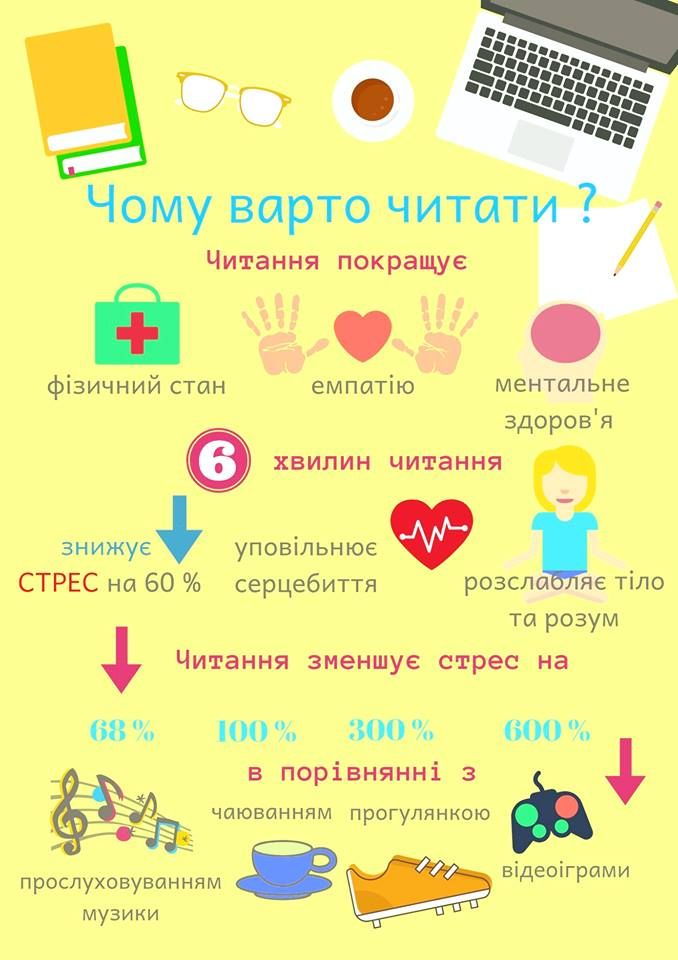 Чому варто читати ?
Читання покращує
фізичний стан
емпатію
ментальне
здоров'я
6 хвилин читання
знижує
СТРЕС на 60 %
уповільнює
серцебиття
розслабляє тіло
та розум
Читання зменшує стрес на
68 % 100 % 300 % 600 %
в порівнянні з
прослуховуванням
музики
чаюванням
прогулянкою
відеоіграми